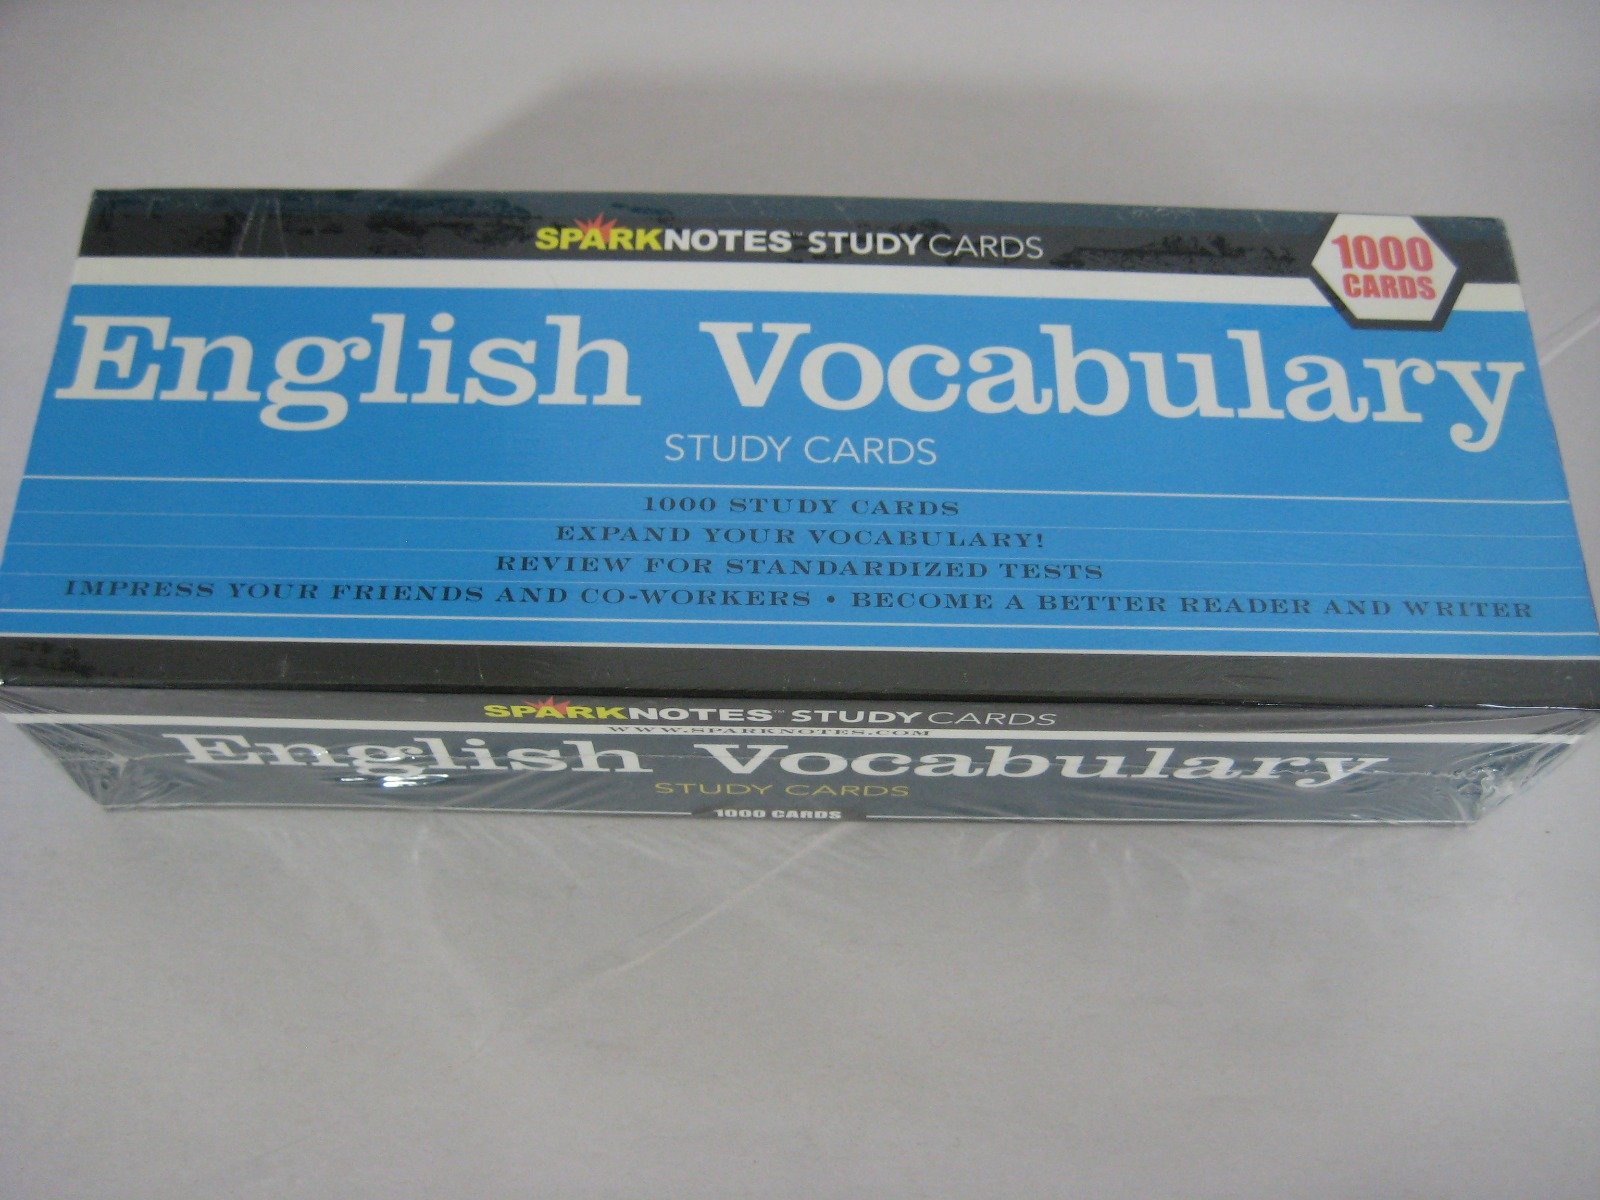 SPARKNOTES™ STUDY CARDS
1000
CARDS
English Vocabulary
STUDY CARDS
1000 STUDY CARDS
EXPAND YOUR VOCABULARY!
REVIEW FOR STANDARDIZED TESTS
IMPRESS YOUR FRIENDS AND CO-WORKERS • BECOME A BETTER READER AND WRITER
SPARKNOTES™ STUDY CARDS
WWW.SPARKNOTES.COM
English Vocabulary
STUDY CARDS
1000 CARDS